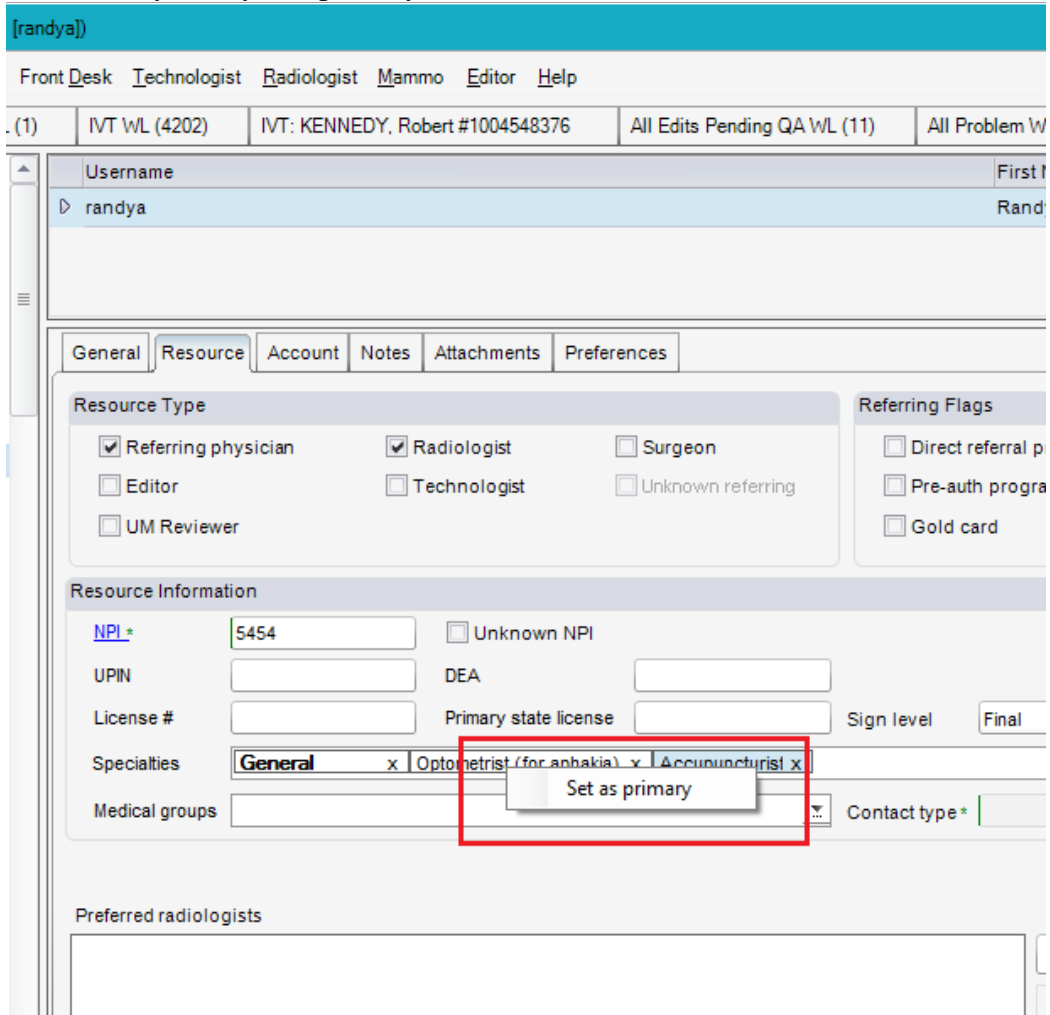 [randya])
Front Desk Technologist Radiologist Mammo Editor Help
(1) IVT WL (4202) IVT: KENNEDY, Robert #1004548376 All Edits Pending QA WL (11) All Problem W
Username First N
randya Randy
General Resource Account Notes Attachments Preferences
Resource Type Referring Flags
Referring physician Radiologist Surgeon Direct referral p
Editor Technologist Unknown referring Pre-auth progra
UM Reviewer Gold card
Resource Information
NPI * 5454 Unknown NPI
UPIN DEA
License # Primary state license Sign level Final
Specialties General x Optometrist (for aphakia) x Accupuncturist x
Set as primary
Medical groups Contact type *
Preferred radiologists